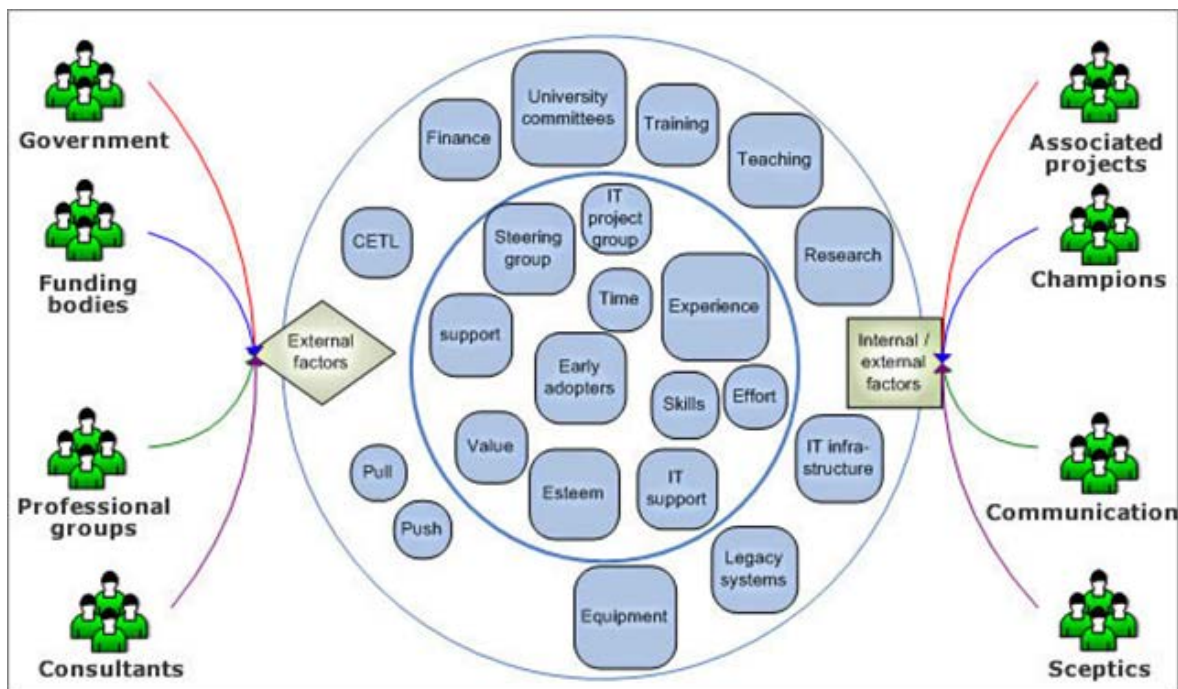 Government
Funding
bodies
Professional
groups
Consultants
External
factors
Finance
University
committees
Training
Teaching
CETL
Research
Steering
group
IT
project
group
Time
Experience
support
Early
adopters
Skills
Effort
Value
Esteem
IT
support
Pull
Push
IT infra-
structure
Legacy
systems
Equipment
Internal /
external
factors
Associated
projects
Champions
Communication
Sceptics